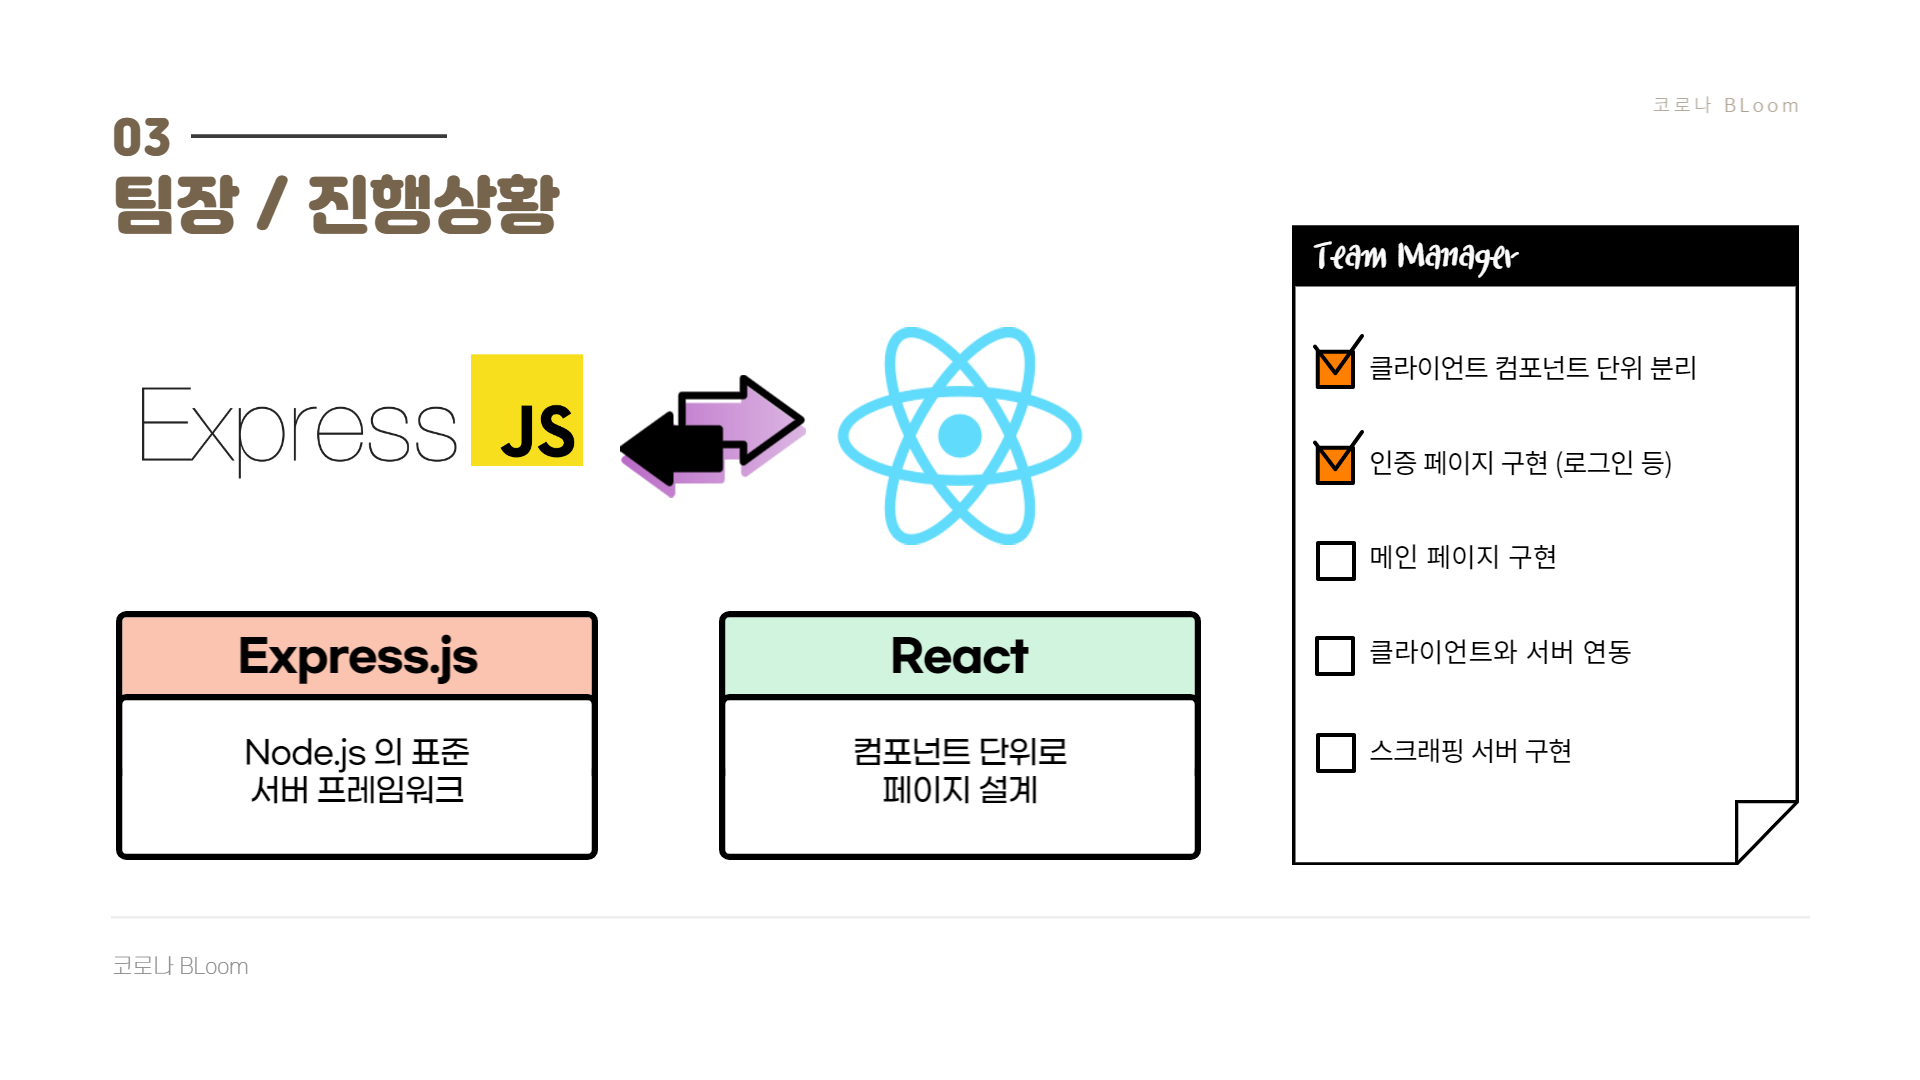 코로나 BLoom
03
팀장 / 진행상황
Express JS
Express.js
Node.js 의 표준
서버 프레임워크
React
컴포넌트 단위로
페이지 설계
Team Manager
클라이언트 컴포넌트 단위 분리
인증 페이지 구현 (로그인 등)
메인 페이지 구현
클라이언트와 서버 연동
스크래핑 서버 구현
코로나 BLoom